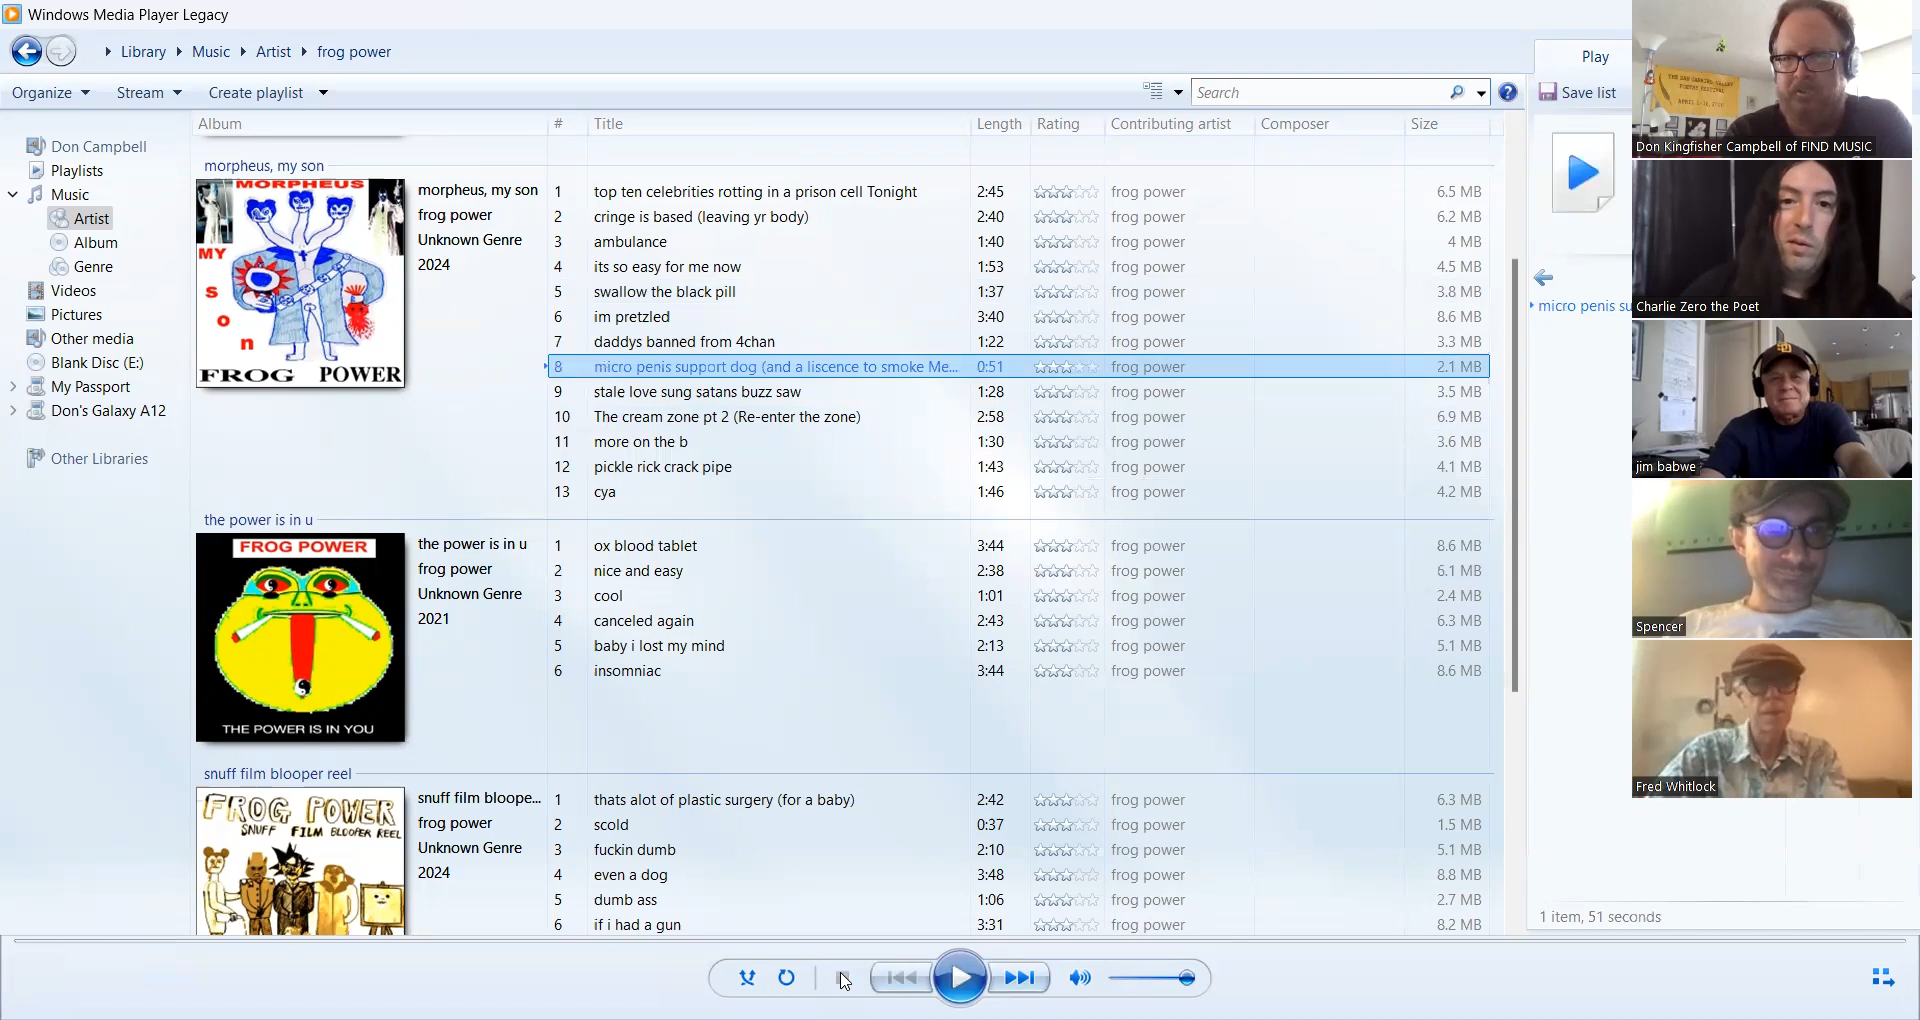 Windows Media Player Legacy
Library Music Artist frog power
Organize Stream Create playlist
Search
Play
Save list
Don Campbell
Playlists
Music
Artist
Album
Genre
Videos
Pictures
Other media
Blank Disc (E:)
My Passport
Don's Galaxy A12
Other Libraries
Album # Title Length Rating Contributing artist Composer Size
morpheus, my son
MORPHEUS
MY
s
o
n
FROG POWER
morpheus, my son
frog power
Unknown Genre
2024
1 top ten celebrities rotting in a prison cell Tonight 2:45 frog power 6.5 MB
2 cringe is based (leaving yr body) 2:40 frog power 6.2 MB
3 ambulance 1:40 frog power 4 MB
4 its so easy for me now 1:53 frog power 4.5 MB
5 swallow the black pill 1:37 frog power 3.8 MB
6 im pretzled 3:40 frog power 8.6 MB
7 daddys banned from 4chan 1:22 frog power 3.3 MB
8 micro penis support dog (and a liscence to smoke Me... 0:51 frog power 2.1 MB
9 stale love sung satans buzz saw 1:28 frog power 3.5 MB
10 The cream zone pt 2 (Re-enter the zone) 2:58 frog power 6.9 MB
11 more on the b 1:30 frog power 3.6 MB
12 pickle rick crack pipe 1:43 frog power 4.1 MB
13 cya 1:46 frog power 4.2 MB
the power is in u
FROG POWER
THE POWER IS IN YOU
the power is in u
frog power
Unknown Genre
2021
1 ox blood tablet 3:44 frog power 8.6 MB
2 nice and easy 2:38 frog power 6.1 MB
3 cool 1:01 frog power 2.4 MB
4 canceled again 2:43 frog power 6.3 MB
5 baby i lost my mind 2:13 frog power 5.1 MB
6 insomniac 3:44 frog power 8.6 MB
snuff film blooper reel
FROG POWER
SNUFF FILM BLOOPER REEL
snuff film bloope...
frog power
Unknown Genre
2024
1 thats alot of plastic surgery (for a baby) 2:42 frog power 6.3 MB
2 scold 0:37 frog power 1.5 MB
3 fuckin dumb 2:10 frog power 5.1 MB
4 even a dog 3:48 frog power 8.8 MB
5 dumb ass 1:06 frog power 2.7 MB
6 if i had a gun 3:31 frog power 8.2 MB
micro penis su
1 item, 51 seconds
THE SAN GABRIEL VALLEY
POETRY FESTIVAL
Don Kingfisher Campbell of FIND MUSIC
Charlie Zero the Poet
jim babwe
Spencer
Fred Whitlock